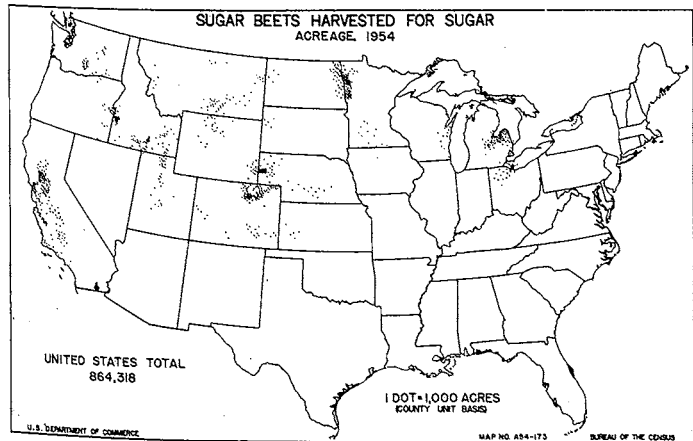 SUGAR BEETS HARVESTED FOR SUGAR
ACREAGE, 1954
UNITED STATES TOTAL
864,318
1 DOT=1,000 ACRES
(COUNTY UNIT BASIS)
U.S. DEPARTMENT OF COMMERCE
MAP NO. A54-173
BUREAU OF THE CENSUS